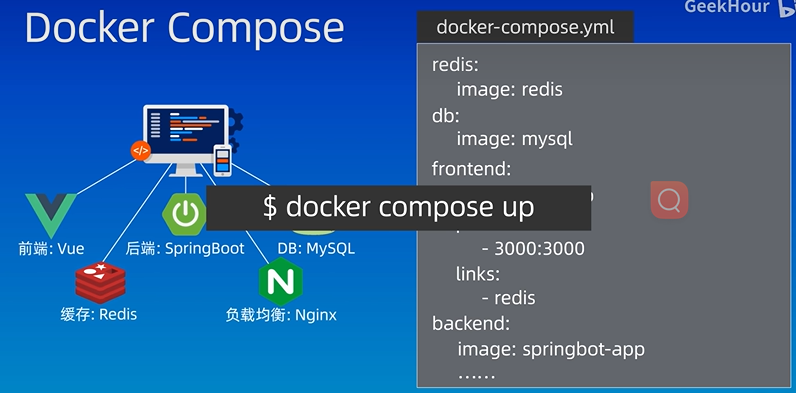 Docker Compose
GeekHour
docker-compose.yml
redis:
image: redis
db:
image: mysql
frontend:
$ docker compose up
- 3000:3000
links:
- redis
backend:
image: springbot-app
……
</>
前端: Vue
后端: SpringBoot
DB: MySQL
缓存: Redis
N
负载均衡: Nginx